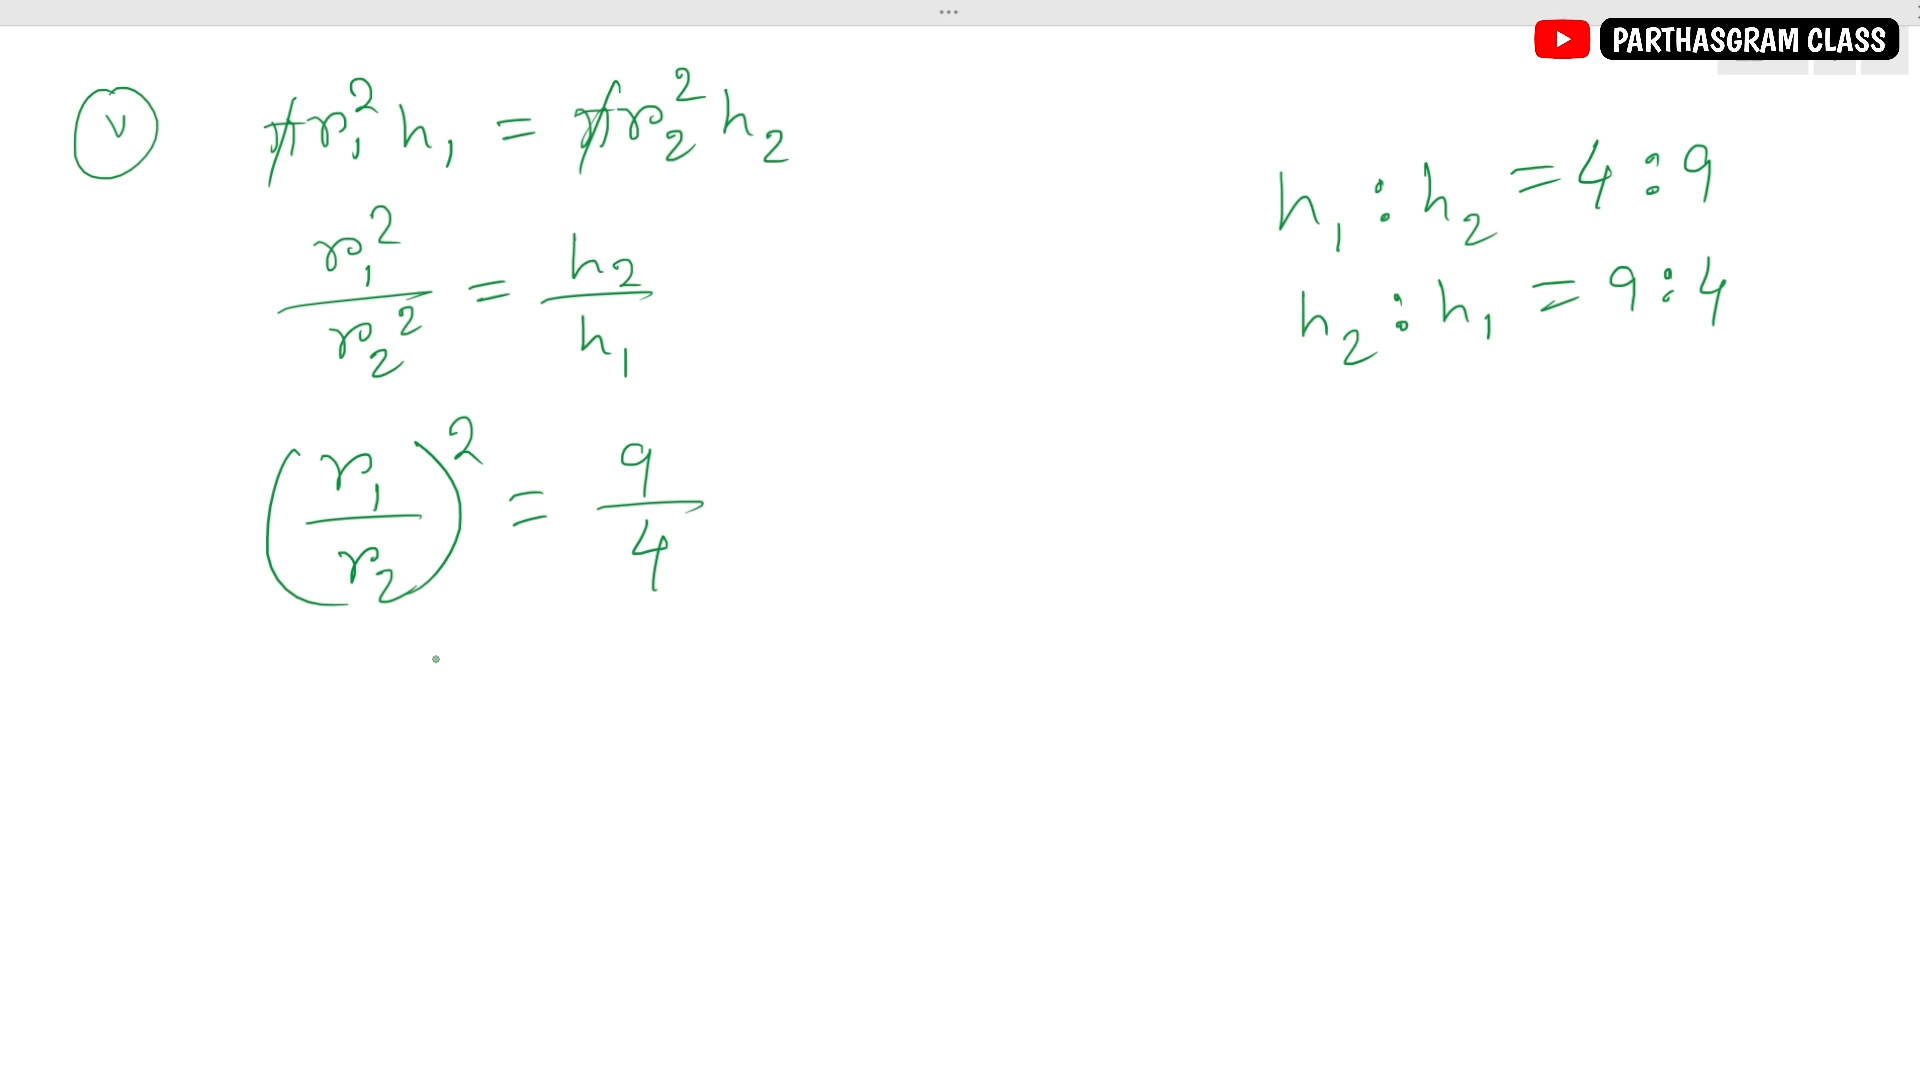 PARTHASGRAM CLASS
v
πr₁²h₁ = πr₂²h₂
r₁²/r₂² = h₂/h₁
(r₁/r₂)² = 9/4
h₁ : h₂ = 4 : 9
h₂ : h₁ = 9 : 4